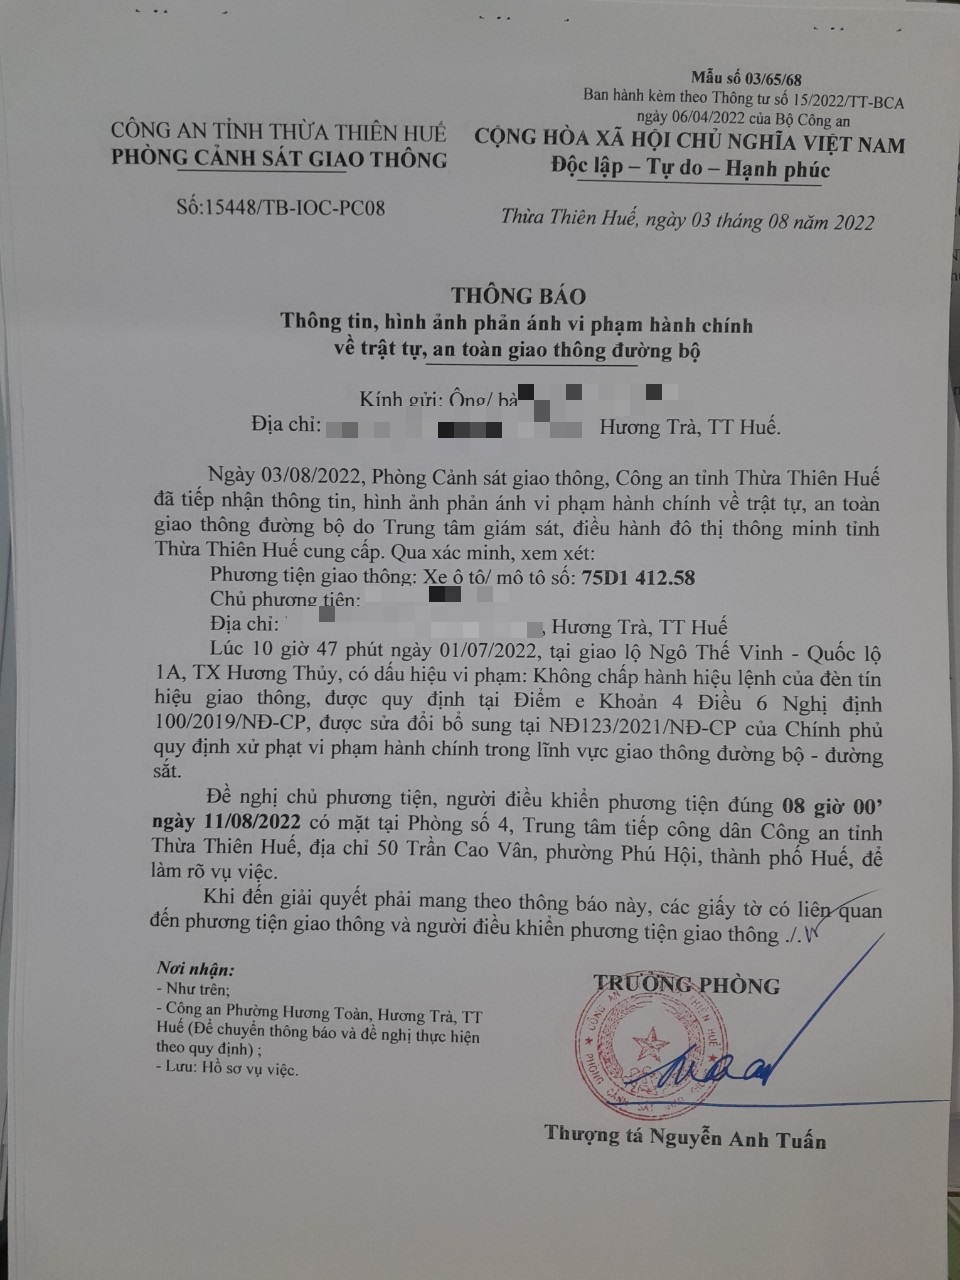 Mẫu số 03/65/68
Ban hành kèm theo Thông tư số 15/2022/TT-BCA
ngày 06/04/2022 của Bộ Công an
CÔNG AN TỈNH THỪA THIÊN HUẾ
PHÒNG CẢNH SÁT GIAO THÔNG
CỘNG HÒA XÃ HỘI CHỦ NGHĨA VIỆT NAM
Độc lập – Tự do – Hạnh phúc
Số:15448/TB-IOC-PC08
Thừa Thiên Huế, ngày 03 tháng 08 năm 2022
THÔNG BÁO
Thông tin, hình ảnh phản ánh vi phạm hành chính
về trật tự, an toàn giao thông đường bộ
Kính gửi: Ông/ bà
Địa chỉ: Hương Trà, TT Huế.
Ngày 03/08/2022, Phòng Cảnh sát giao thông, Công an tỉnh Thừa Thiên Huế
đã tiếp nhận thông tin, hình ảnh phản ánh vi phạm hành chính về trật tự, an toàn
giao thông đường bộ do Trung tâm giám sát, điều hành đô thị thông minh tỉnh
Thừa Thiên Huế cung cấp. Qua xác minh, xem xét:
Phương tiện giao thông: Xe ô tô/ mô tô số: 75D1 412.58
Chủ phương tiện:
Địa chỉ: , Hương Trà, TT Huế
Lúc 10 giờ 47 phút ngày 01/07/2022, tại giao lộ Ngô Thế Vinh - Quốc lộ
1A, TX Hương Thủy, có dấu hiệu vi phạm: Không chấp hành hiệu lệnh của đèn tín
hiệu giao thông, được quy định tại Điểm e Khoản 4 Điều 6 Nghị định
100/2019/NĐ-CP, được sửa đổi bổ sung tại NĐ123/2021/NĐ-CP của Chính phủ
quy định xử phạt vi phạm hành chính trong lĩnh vực giao thông đường bộ - đường
sắt.
Đề nghị chủ phương tiện, người điều khiển phương tiện đúng 08 giờ 00’
ngày 11/08/2022 có mặt tại Phòng số 4, Trung tâm tiếp công dân Công an tỉnh
Thừa Thiên Huế, địa chỉ 50 Trần Cao Vân, phường Phú Hội, thành phố Huế, để
làm rõ vụ việc.
Khi đến giải quyết phải mang theo thông báo này, các giấy tờ có liên quan
đến phương tiện giao thông và người điều khiển phương tiện giao thông ./.
Nơi nhận:
- Như trên;
- Công an Phường Hương Toàn, Hương Trà, TT
Huế (Để chuyển thông báo và đề nghị thực hiện
theo quy định) ;
- Lưu: Hồ sơ vụ việc.
TRƯỞNG PHÒNG
Thượng tá Nguyễn Anh Tuấn